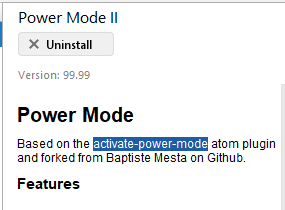 Power Mode II
Uninstall
Version: 99.99
Power Mode
Based on the activate-power-mode atom plugin
and forked from Baptiste Mesta on Github.
Features